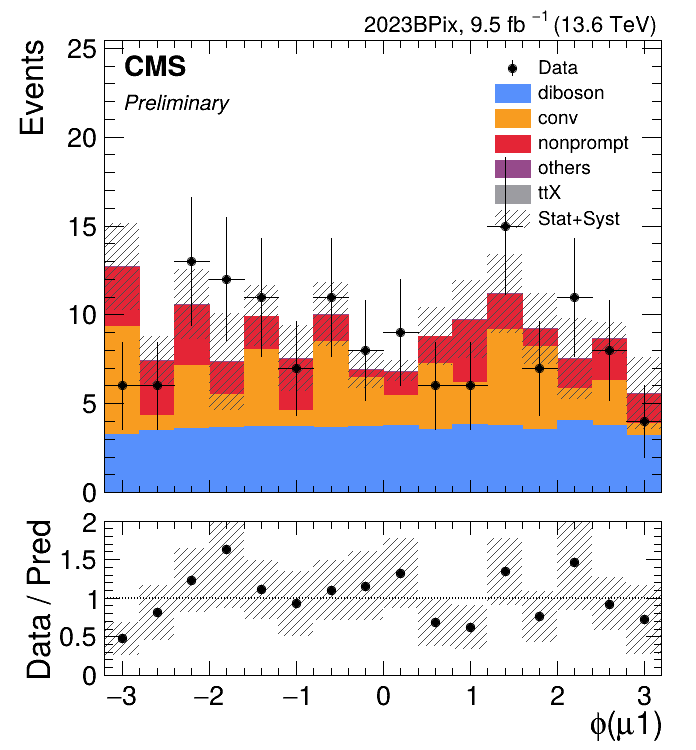 2023BPix, 9.5 fb⁻¹ (13.6 TeV)
Events
CMS
Preliminary
Data
diboson
conv
nonprompt
others
ttX
Stat+Syst
25
20
15
10
5
0
Data / Pred
2
1.5
1
0.5
0
−3 −2 −1 0 1 2 3
ϕ(μ1)